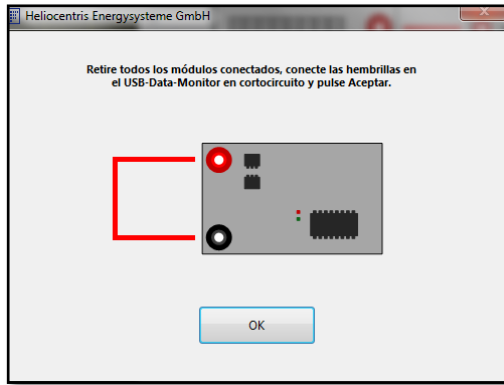 Heliocentris Energysysteme GmbH
Retire todos los módulos conectados, conecte las hembrillas en
el USB-Data-Monitor en cortocircuito y pulse Aceptar.
OK